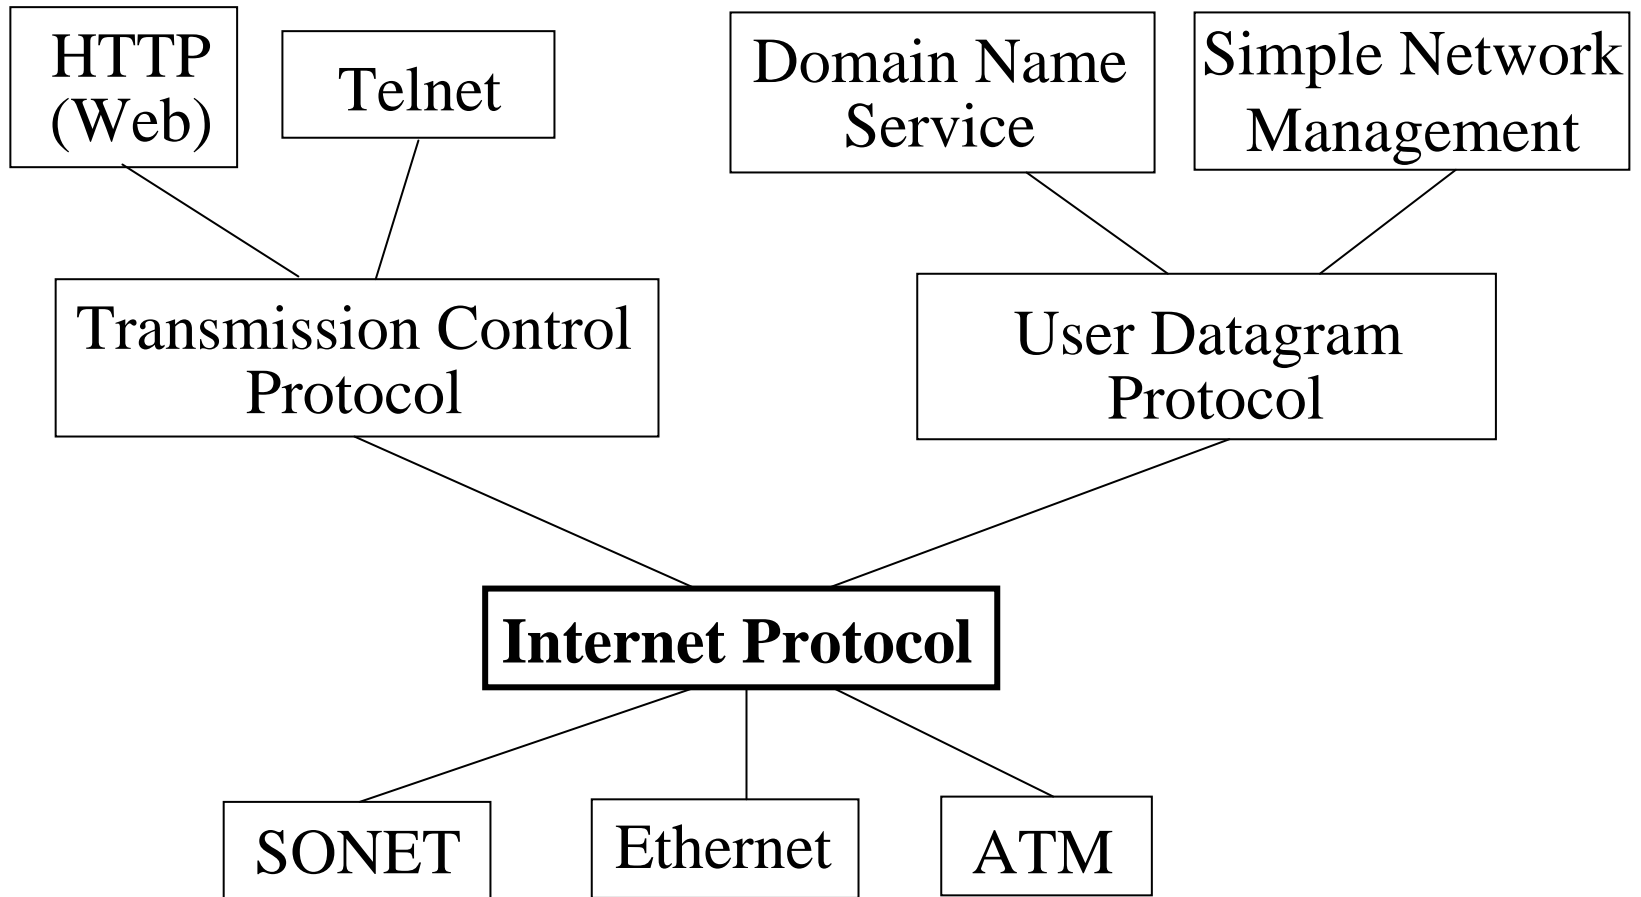 HTTP
(Web)
Telnet
Domain Name
Service
Simple Network
Management
Transmission Control
Protocol
User Datagram
Protocol
Internet Protocol
SONET
Ethernet
ATM